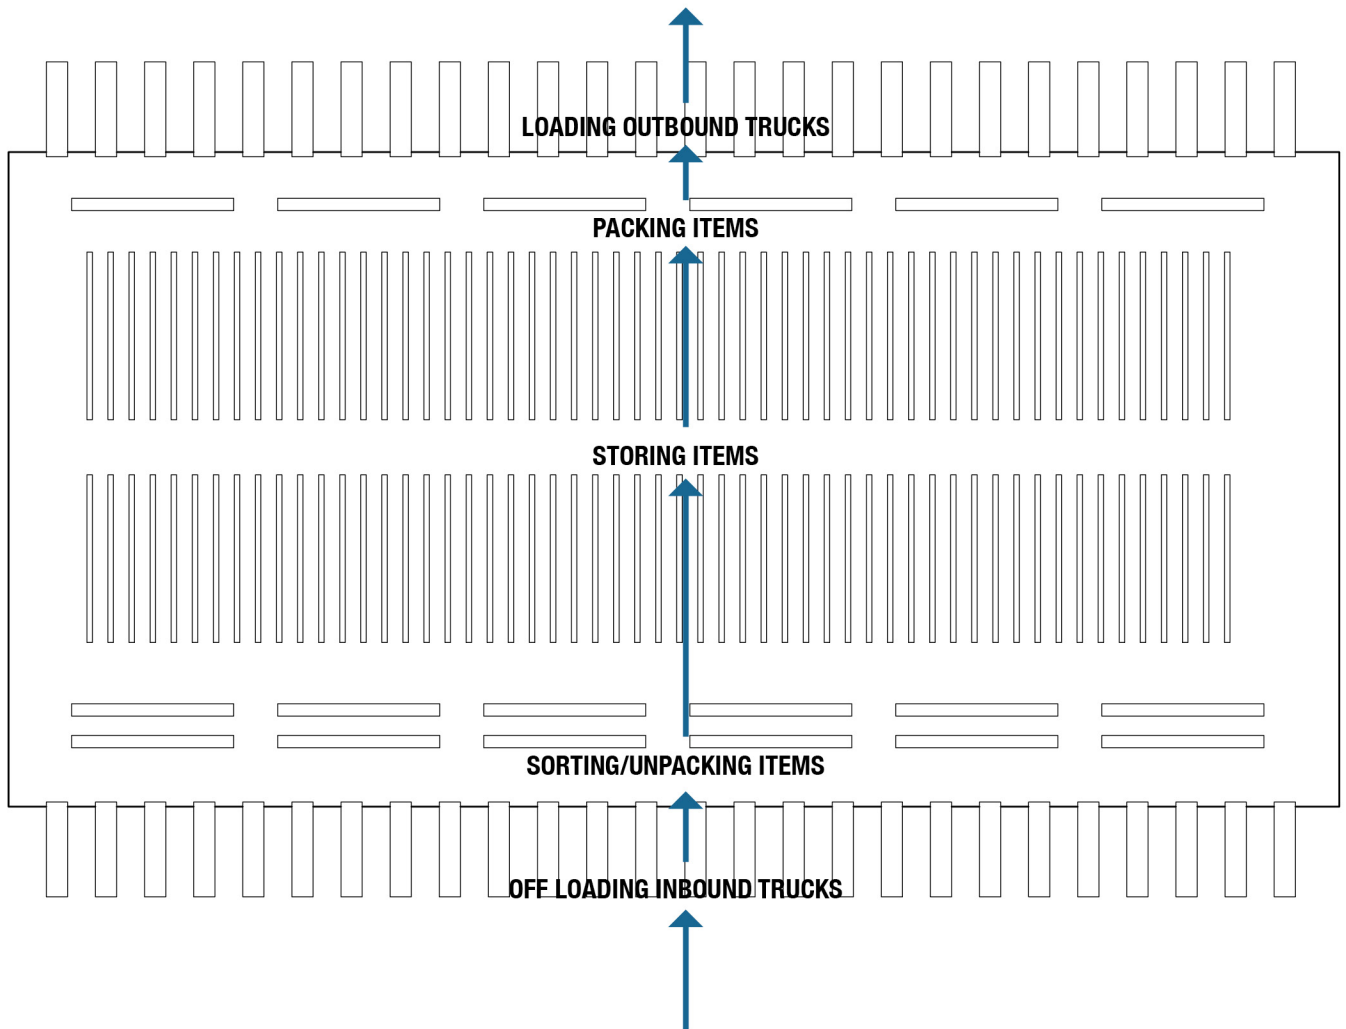 LOADING OUTBOUND TRUCKS
PACKING ITEMS
STORING ITEMS
SORTING/UNPACKING ITEMS
OFF LOADING INBOUND TRUCKS